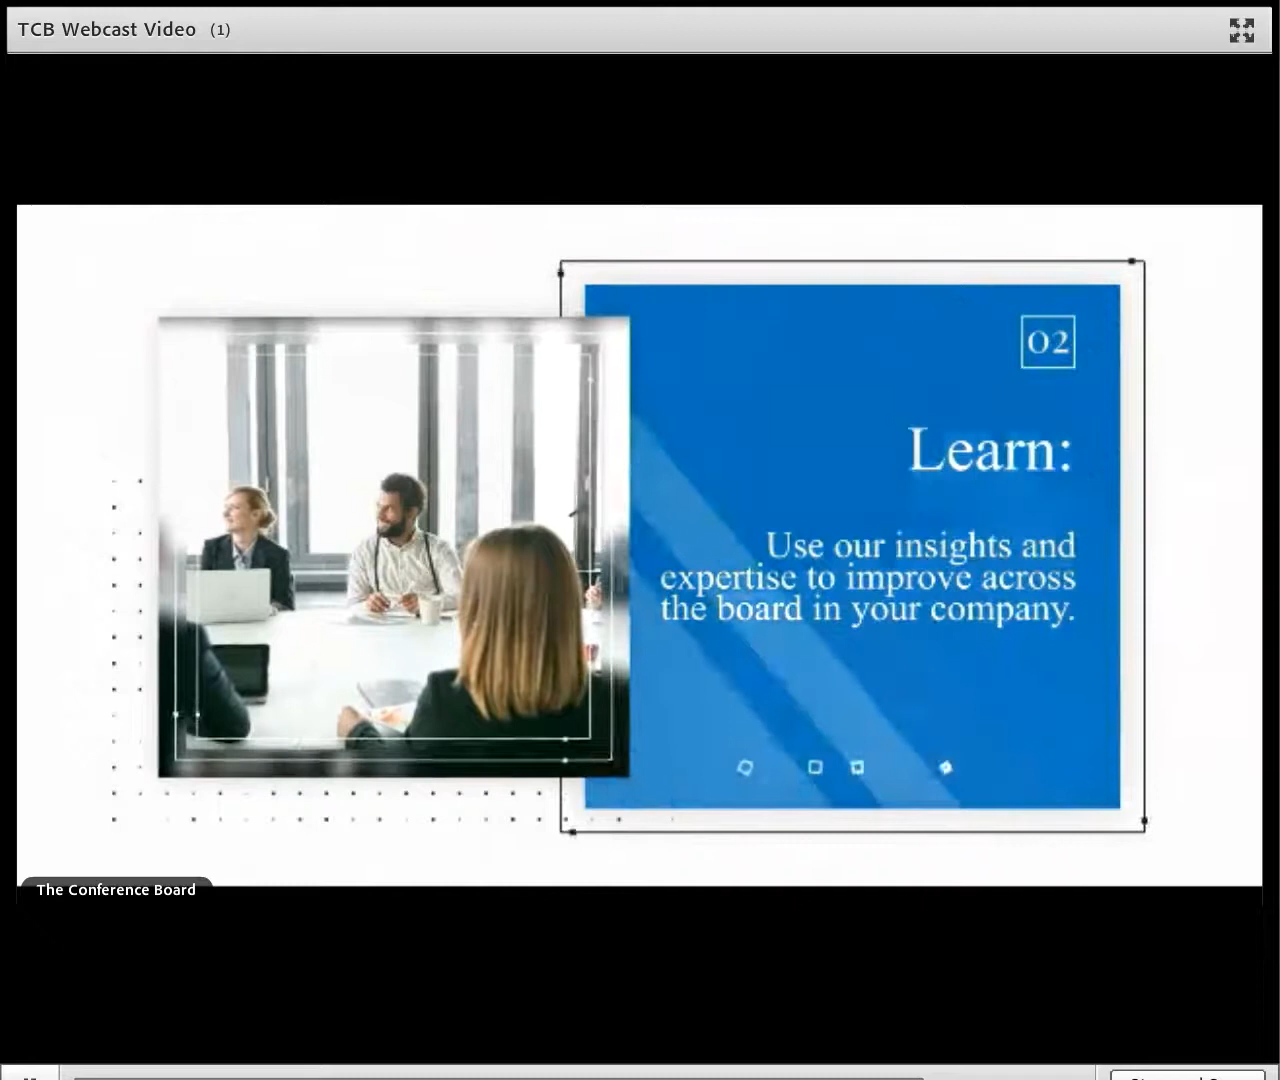 TCB Webcast Video (1)
02
Learn:
Use our insights and
expertise to improve across
the board in your company.
The Conference Board